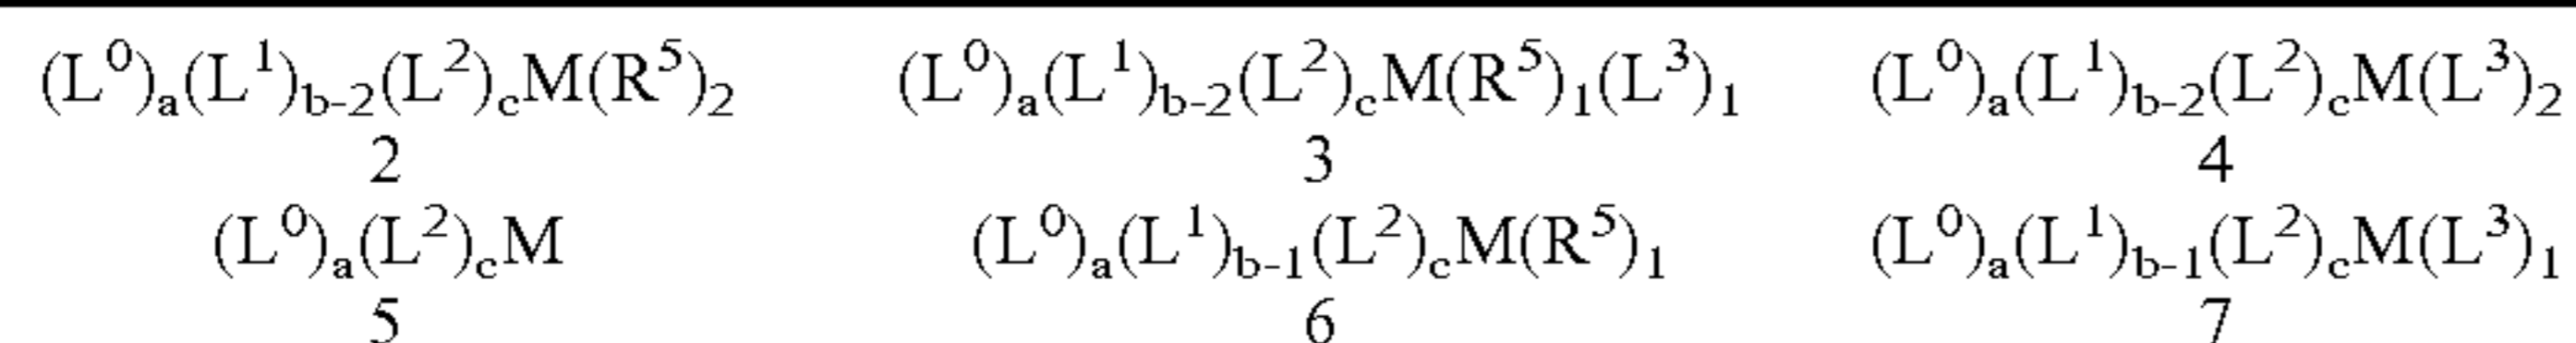 (L⁰)ₐ(L¹)b-2(L²)cM(R⁵)₂ (L⁰)ₐ(L¹)b-2(L²)cM(R⁵)₁(L³)₁ (L⁰)ₐ(L¹)b-2(L²)cM(L³)₂
2 3 4
(L⁰)ₐ(L²)cM (L⁰)ₐ(L¹)b-1(L²)cM(R⁵)₁ (L⁰)ₐ(L¹)b-1(L²)cM(L³)₁
5 6 7